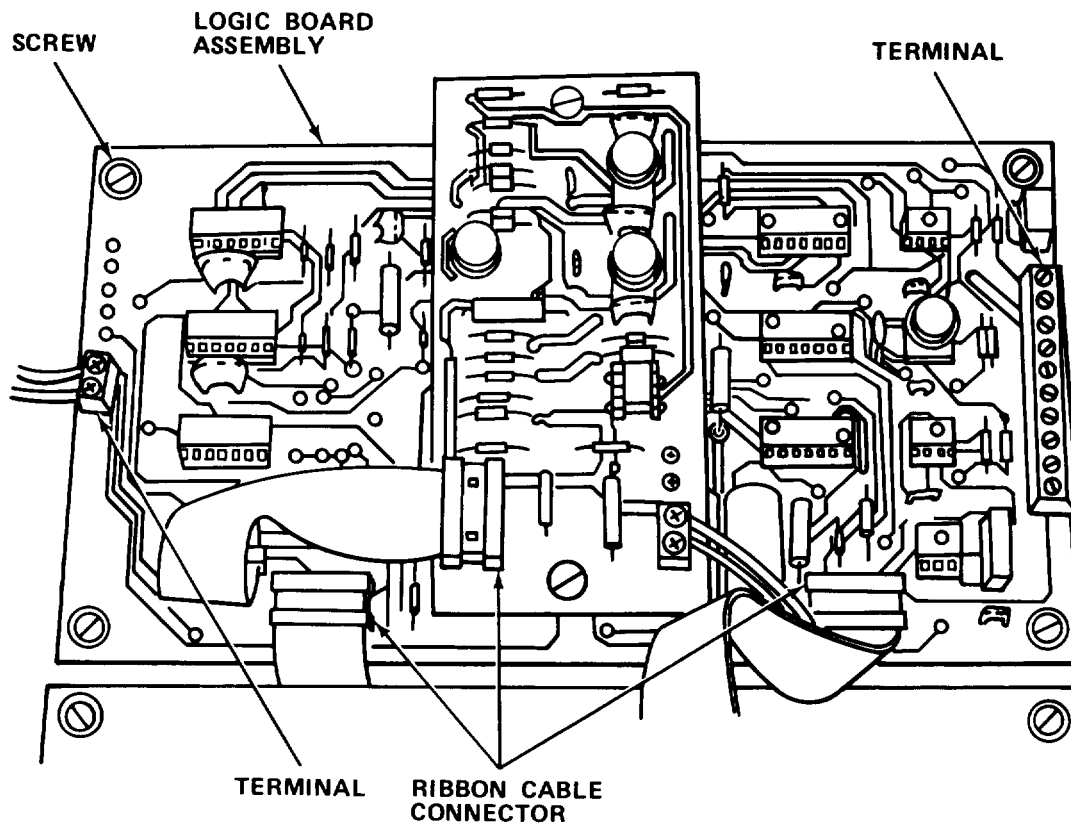 SCREW
LOGIC BOARD
ASSEMBLY
TERMINAL
TERMINAL
RIBBON CABLE
CONNECTOR